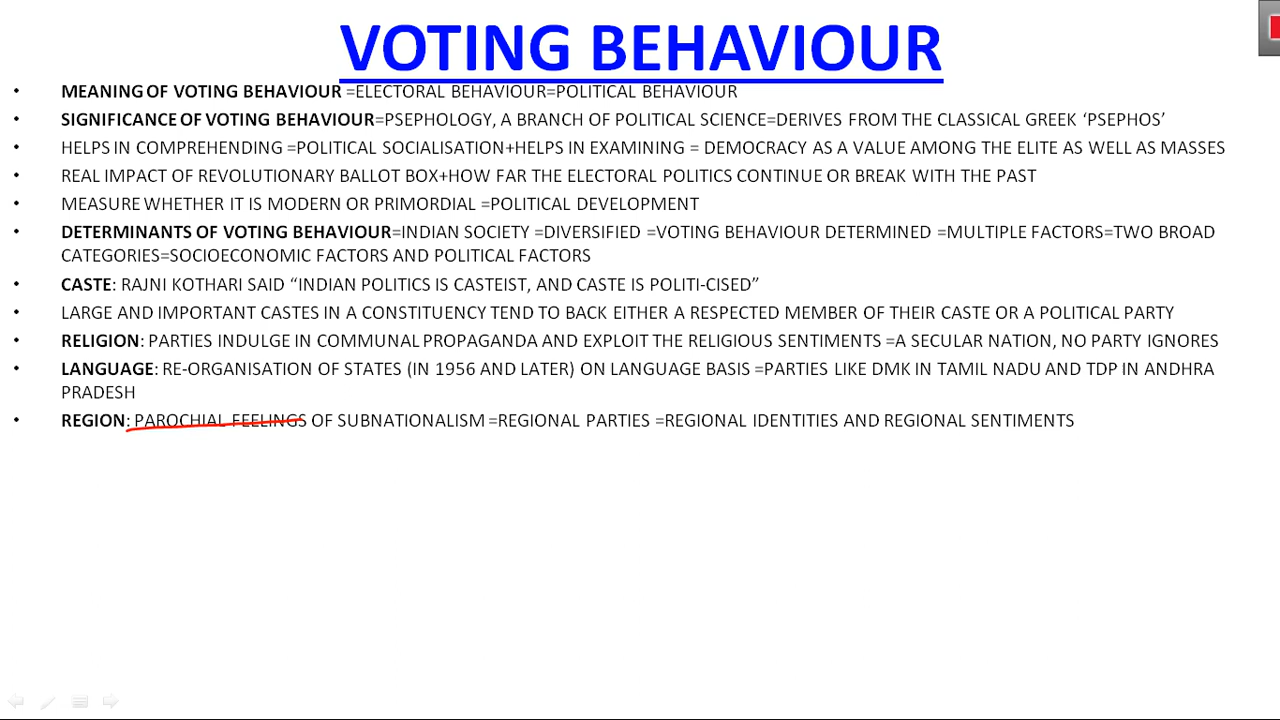 VOTING BEHAVIOUR
• MEANING OF VOTING BEHAVIOUR =ELECTORAL BEHAVIOUR=POLITICAL BEHAVIOUR
• SIGNIFICANCE OF VOTING BEHAVIOUR=PSEPHOLOGY, A BRANCH OF POLITICAL SCIENCE=DERIVES FROM THE CLASSICAL GREEK ‘PSEPHOS’
• HELPS IN COMPREHENDING =POLITICAL SOCIALISATION+HELPS IN EXAMINING = DEMOCRACY AS A VALUE AMONG THE ELITE AS WELL AS MASSES
• REAL IMPACT OF REVOLUTIONARY BALLOT BOX+HOW FAR THE ELECTORAL POLITICS CONTINUE OR BREAK WITH THE PAST
• MEASURE WHETHER IT IS MODERN OR PRIMORDIAL =POLITICAL DEVELOPMENT
• DETERMINANTS OF VOTING BEHAVIOUR=INDIAN SOCIETY =DIVERSIFIED =VOTING BEHAVIOUR DETERMINED =MULTIPLE FACTORS=TWO BROAD
CATEGORIES=SOCIOECONOMIC FACTORS AND POLITICAL FACTORS
• CASTE: RAJNI KOTHARI SAID “INDIAN POLITICS IS CASTEIST, AND CASTE IS POLITI-CISED”
• LARGE AND IMPORTANT CASTES IN A CONSTITUENCY TEND TO BACK EITHER A RESPECTED MEMBER OF THEIR CASTE OR A POLITICAL PARTY
• RELIGION: PARTIES INDULGE IN COMMUNAL PROPAGANDA AND EXPLOIT THE RELIGIOUS SENTIMENTS =A SECULAR NATION, NO PARTY IGNORES
• LANGUAGE: RE-ORGANISATION OF STATES (IN 1956 AND LATER) ON LANGUAGE BASIS =PARTIES LIKE DMK IN TAMIL NADU AND TDP IN ANDHRA
PRADESH
• REGION: PAROCHIAL FEELINGS OF SUBNATIONALISM =REGIONAL PARTIES =REGIONAL IDENTITIES AND REGIONAL SENTIMENTS